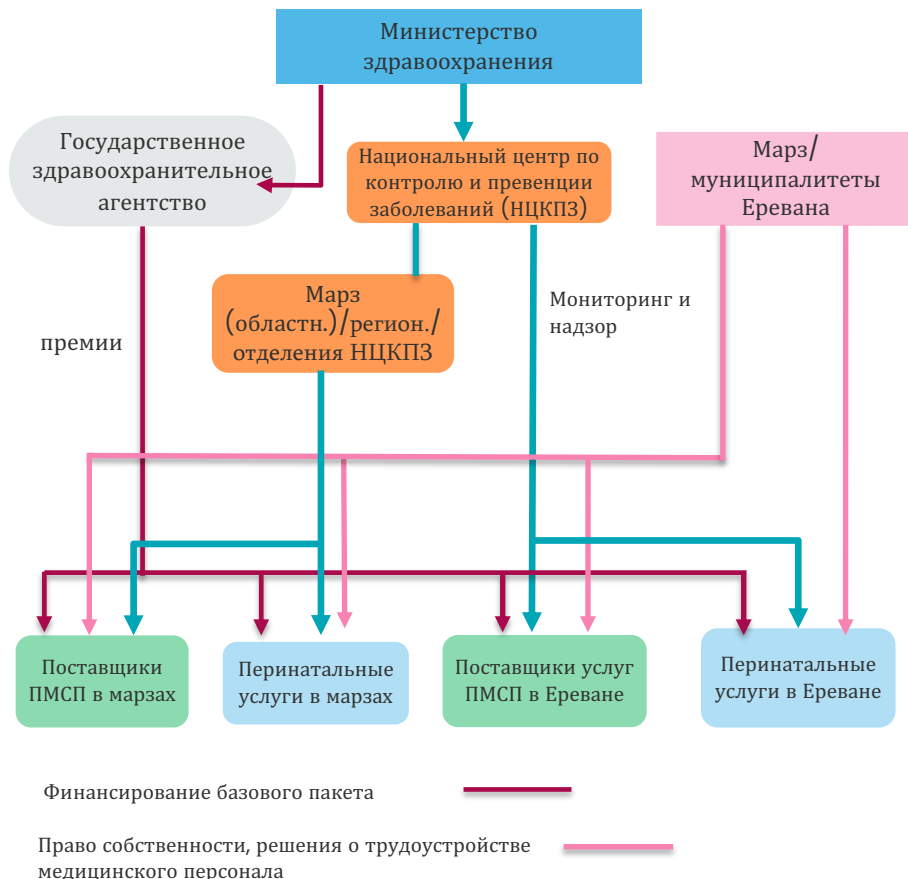 Министерство
здравоохранения
Государственное
здравоохранительное
агентство
Национальный центр по
контролю и превенции
заболеваний (НЦКПЗ)
Марз/
муниципалитеты
Еревана
Марз
(областн.)/регион./
отделения НЦКПЗ
Мониторинг и
надзор
премии
Поставщики
ПМСП в марзах
Перинатальные
услуги в марзах
Поставщики услуг
ПМСП в Ереване
Перинатальные
услуги в Ереване
Финансирование базового пакета
Право собственности, решения о трудоустройстве
медицинского персонала